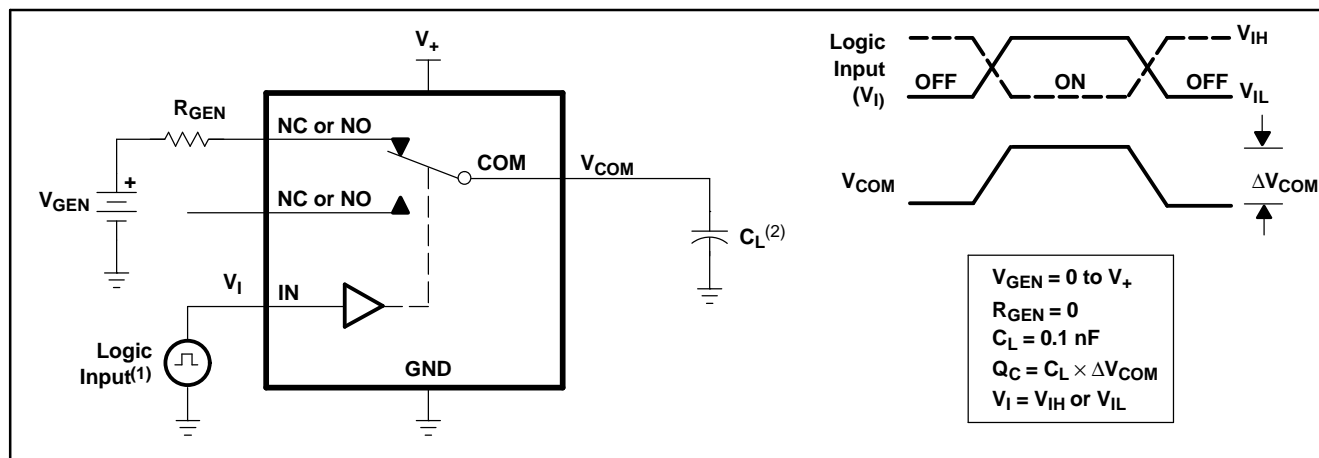 V+
RGEN
NC or NO
COM
VCOM
VGEN
+
NC or NO
CL(2)
VI
IN
Logic
Input(1)
GND
Logic
Input
(VI)
VIH
OFF
ON
OFF
VIL
VCOM
ΔVCOM
VGEN = 0 to V+
RGEN = 0
CL = 0.1 nF
QC = CL × ΔVCOM
VI = VIH or VIL